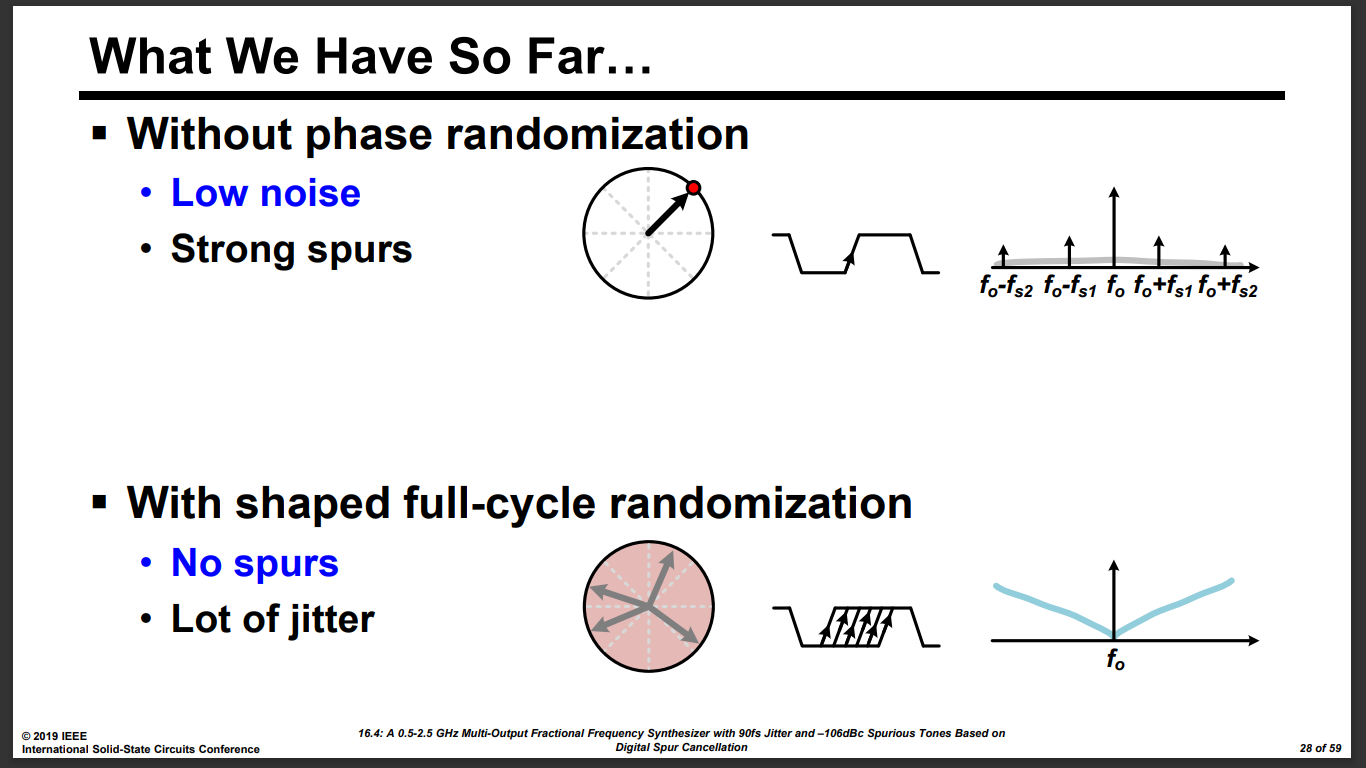 What We Have So Far…
▪ Without phase randomization
• Low noise
• Strong spurs
fo-fs2 fo-fs1 fo fo+fs1 fo+fs2
▪ With shaped full-cycle randomization
• No spurs
• Lot of jitter
fo
© 2019 IEEE
International Solid-State Circuits Conference
16.4: A 0.5-2.5 GHz Multi-Output Fractional Frequency Synthesizer with 90fs Jitter and –106dBc Spurious Tones Based on
Digital Spur Cancellation
28 of 59